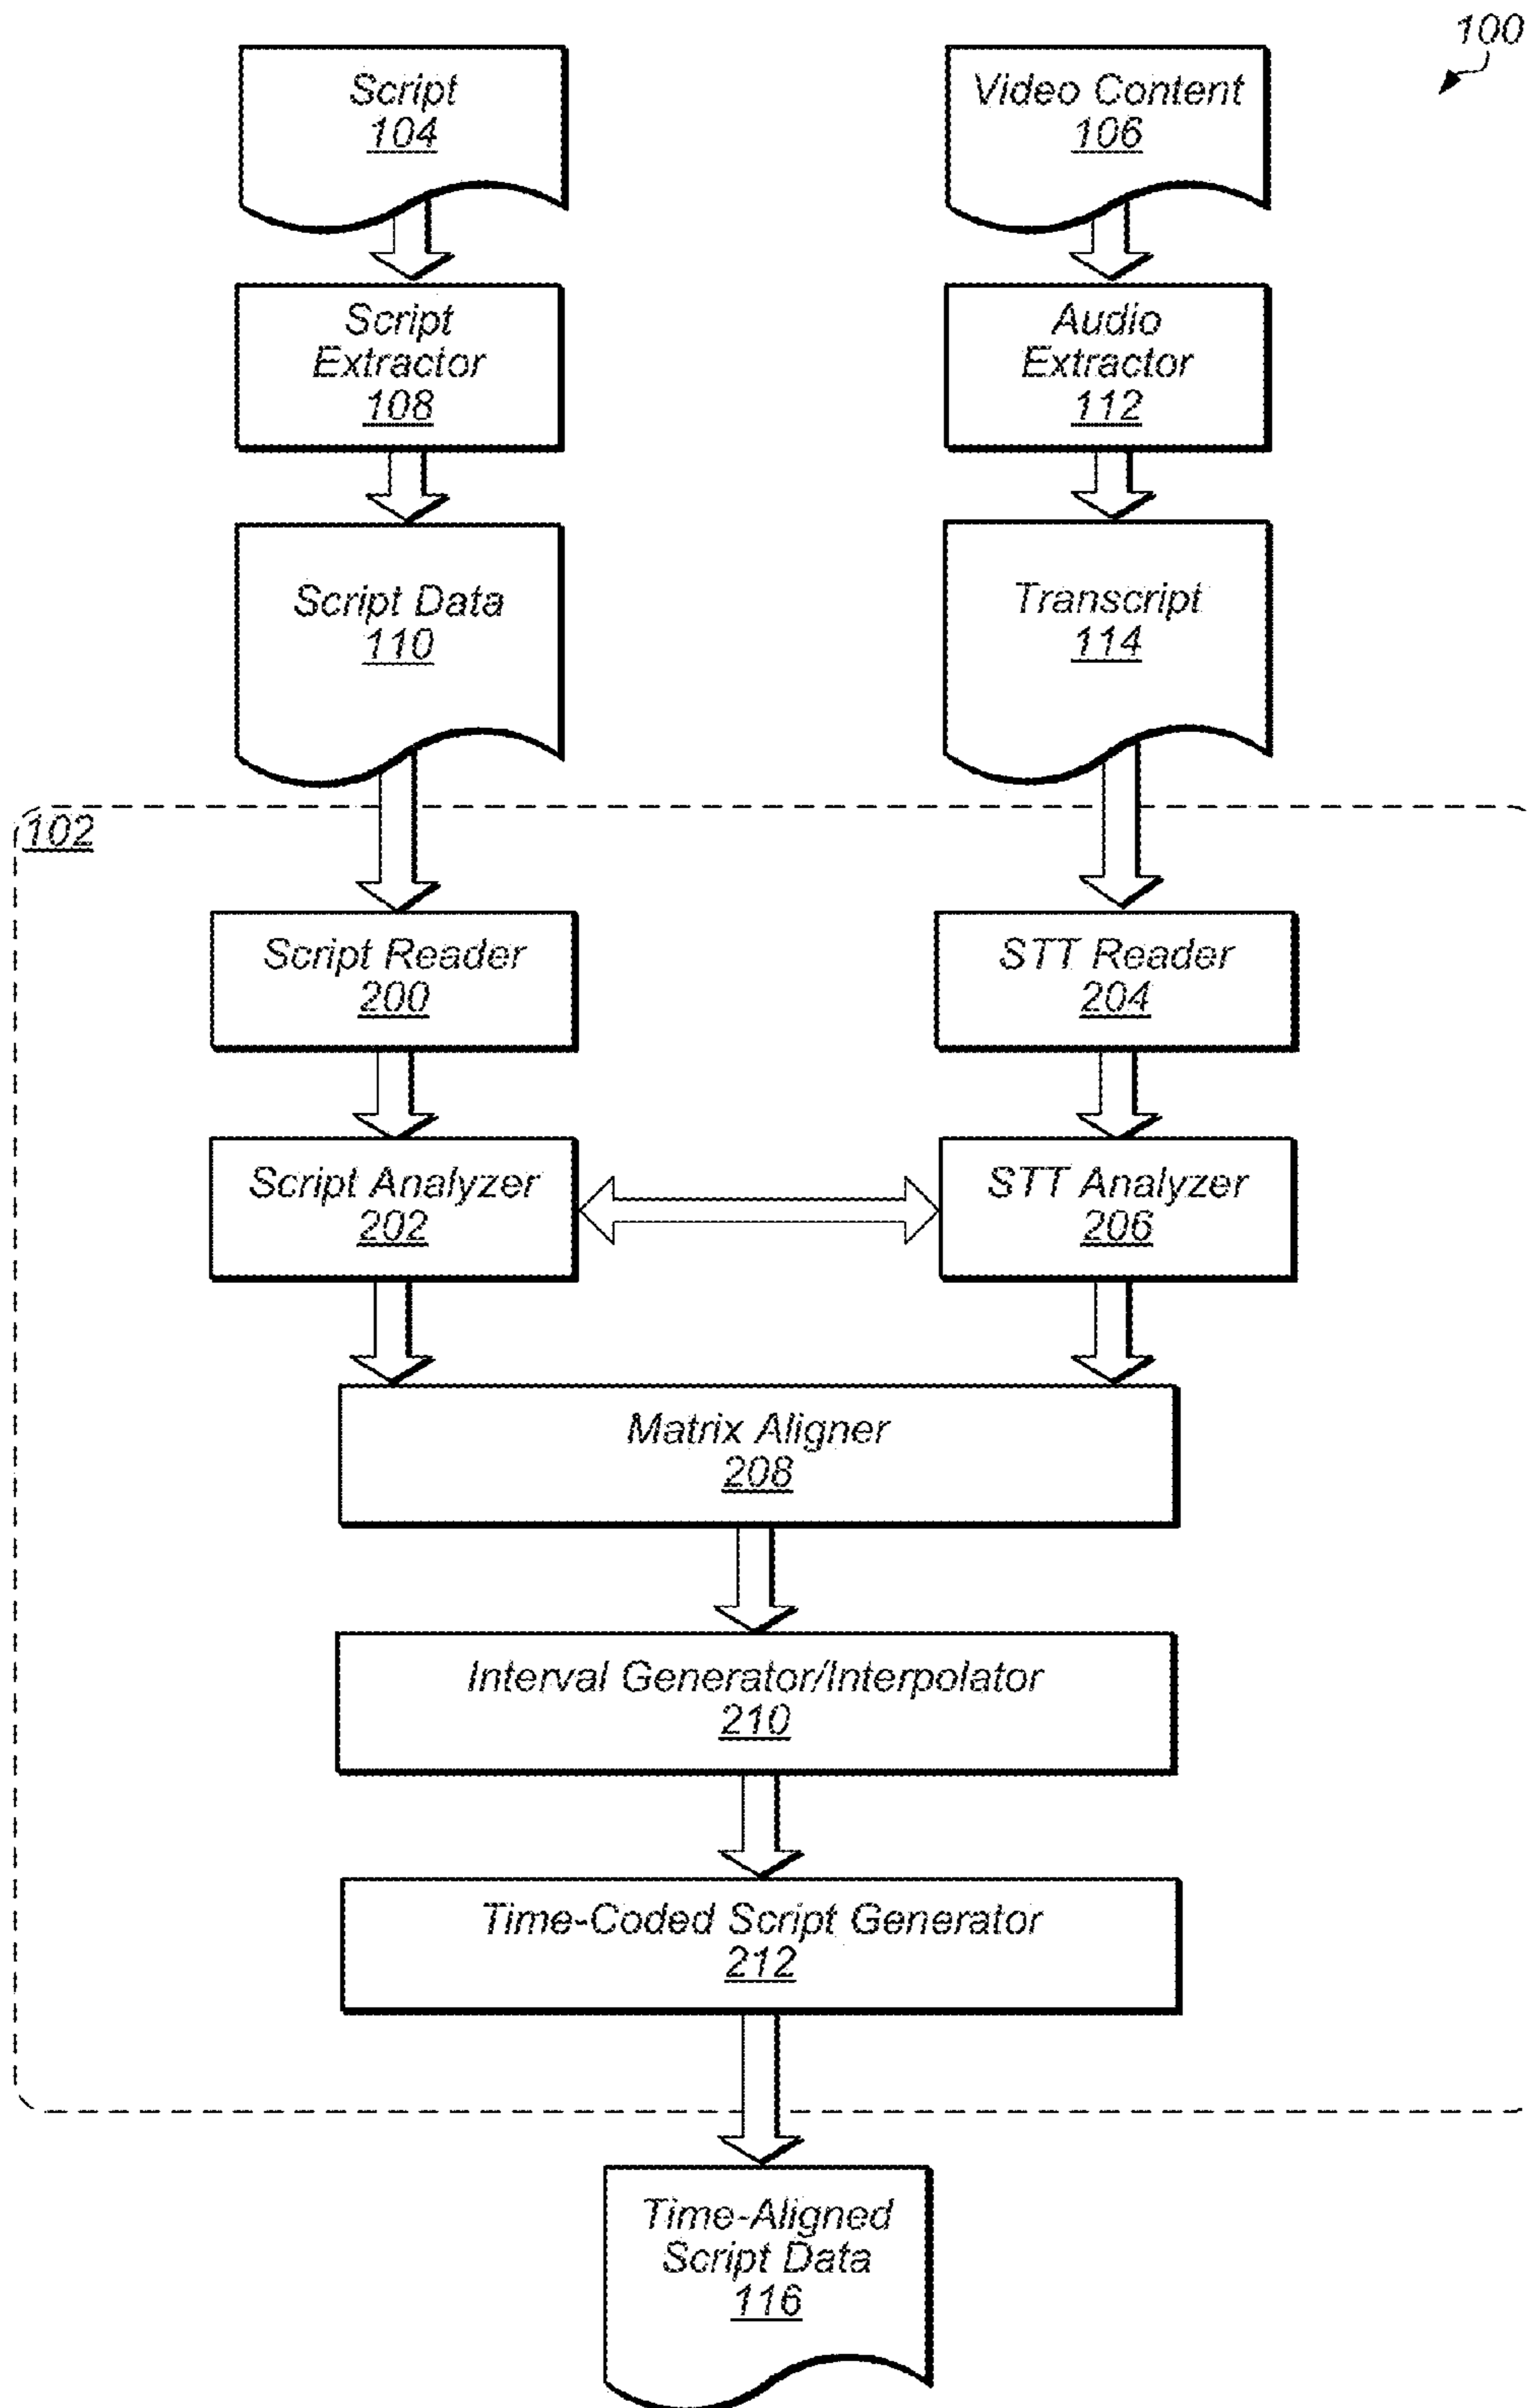 100
Script
104
Video Content
106
Script
Extractor
108
Audio
Extractor
112
Script Data
110
Transcript
114
102
Script Reader
200
STT Reader
204
Script Analyzer
202
STT Analyzer
206
Matrix Aligner
208
Interval Generator/Interpolator
210
Time-Coded Script Generator
212
Time-Aligned
Script Data
116